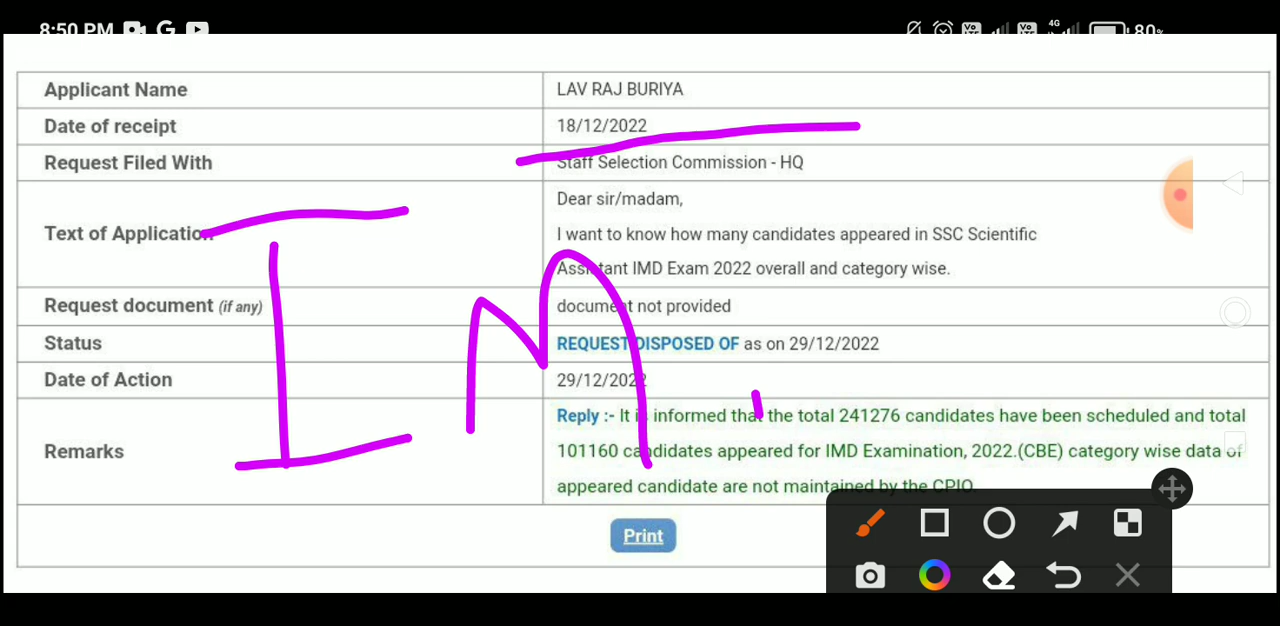 8:50 PM G 4G 80%
Applicant Name LAV RAJ BURIYA
Date of receipt 18/12/2022
Request Filed With Staff Selection Commission - HQ
Text of Application Dear sir/madam,
I want to know how many candidates appeared in SSC Scientific
Assistant IMD Exam 2022 overall and category wise.
Request document (if any) document not provided
Status REQUEST DISPOSED OF as on 29/12/2022
Date of Action 29/12/2022
Remarks Reply :- It is informed that the total 241276 candidates have been scheduled and total
101160 candidates appeared for IMD Examination, 2022.(CBE) category wise data of
appeared candidate are not maintained by the CPIO.
IM
Print